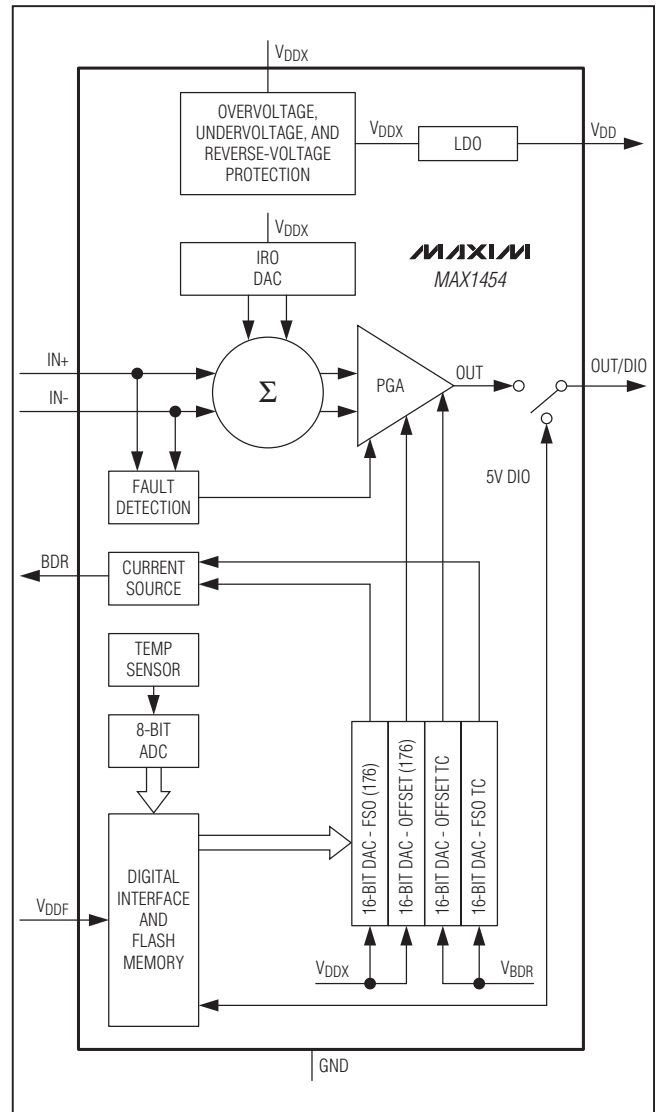 VDDX
OVERVOLTAGE,
UNDERVOLTAGE, AND
REVERSE-VOLTAGE
PROTECTION
VDDX
LDO
VDD
VDDX
IRO
DAC
MAXIM
MAX1454
IN+
IN-
Σ
PGA
OUT
OUT/DIO
5V DIO
FAULT
DETECTION
BDR
CURRENT
SOURCE
TEMP
SENSOR
8-BIT
ADC
16-BIT DAC - FSO (176)
16-BIT DAC - OFFSET (176)
16-BIT DAC - OFFSET TC
16-BIT DAC - FSO TC
DIGITAL
INTERFACE
AND
FLASH
MEMORY
VDDF
VDDX
VBDR
GND